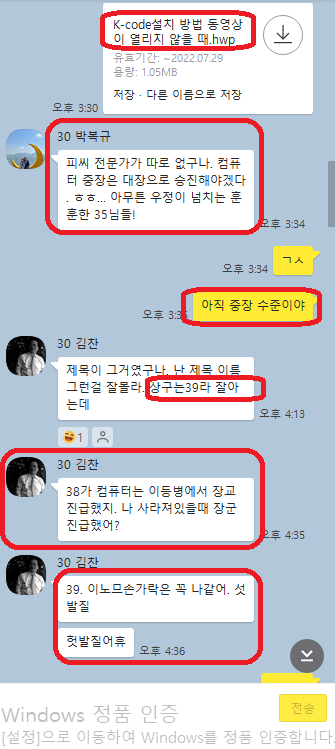 K-code설치 방법 동영상
이 열리지 않을 때.hwp
유효기간: ~2022.07.29
용량: 1.05MB
저장 · 다른 이름으로 저장
오후 3:30
30 박복규
피씨 전문가가 따로 없구나. 컴퓨
터 중장은 대장으로 승진해야겠다
. ㅎㅎ... 아무튼 우정이 넘치는 훈
훈한 35님들!
오후 3:34
ㄱㅅ
오후 3:34
아직 중장 수준이야
오후 3:35
30 김찬
제목이 그거였구나. 난 제목 이름
그런걸 잘몰라. 상구는39라 잘아
는데
1
오후 4:13
30 김찬
38가 컴퓨터는 이등병에서 장교
진급했지. 나 사라져있을때 장군
진급했어?
오후 4:35
30 김찬
39. 이노므손가락은 꼭 나같어. 섯
발질
헛발질어휴
오후 4:36
전송
Windows 정품 인증
[설정]으로 이동하여 Windows를 정품 인증합니다.